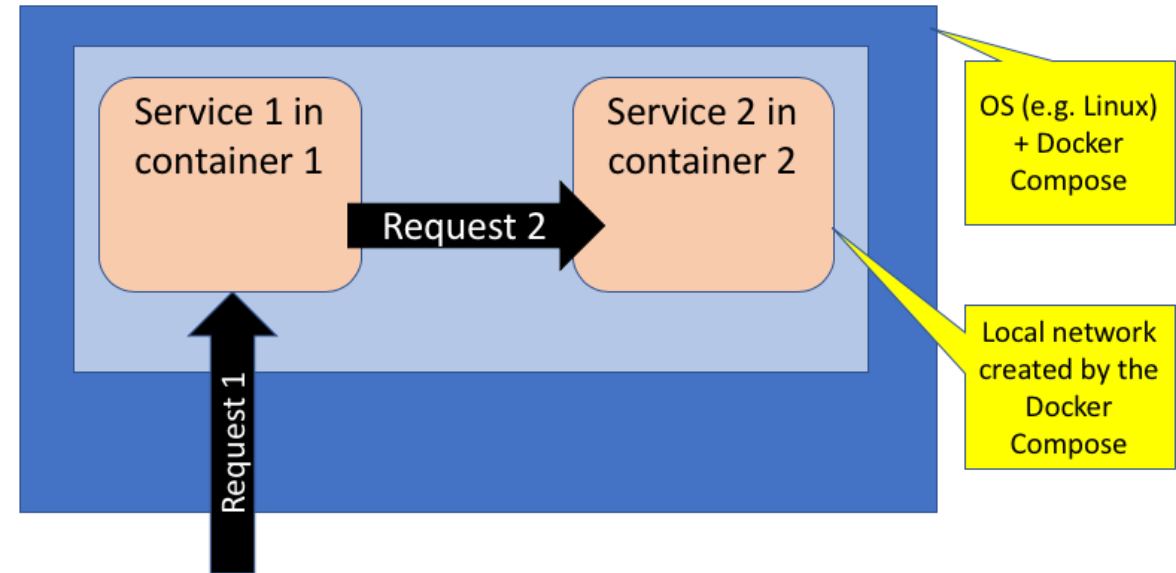 Service 1 in
container 1
Service 2 in
container 2
Request 2
Request 1
OS (e.g. Linux)
+ Docker
Compose
Local network
created by the
Docker
Compose